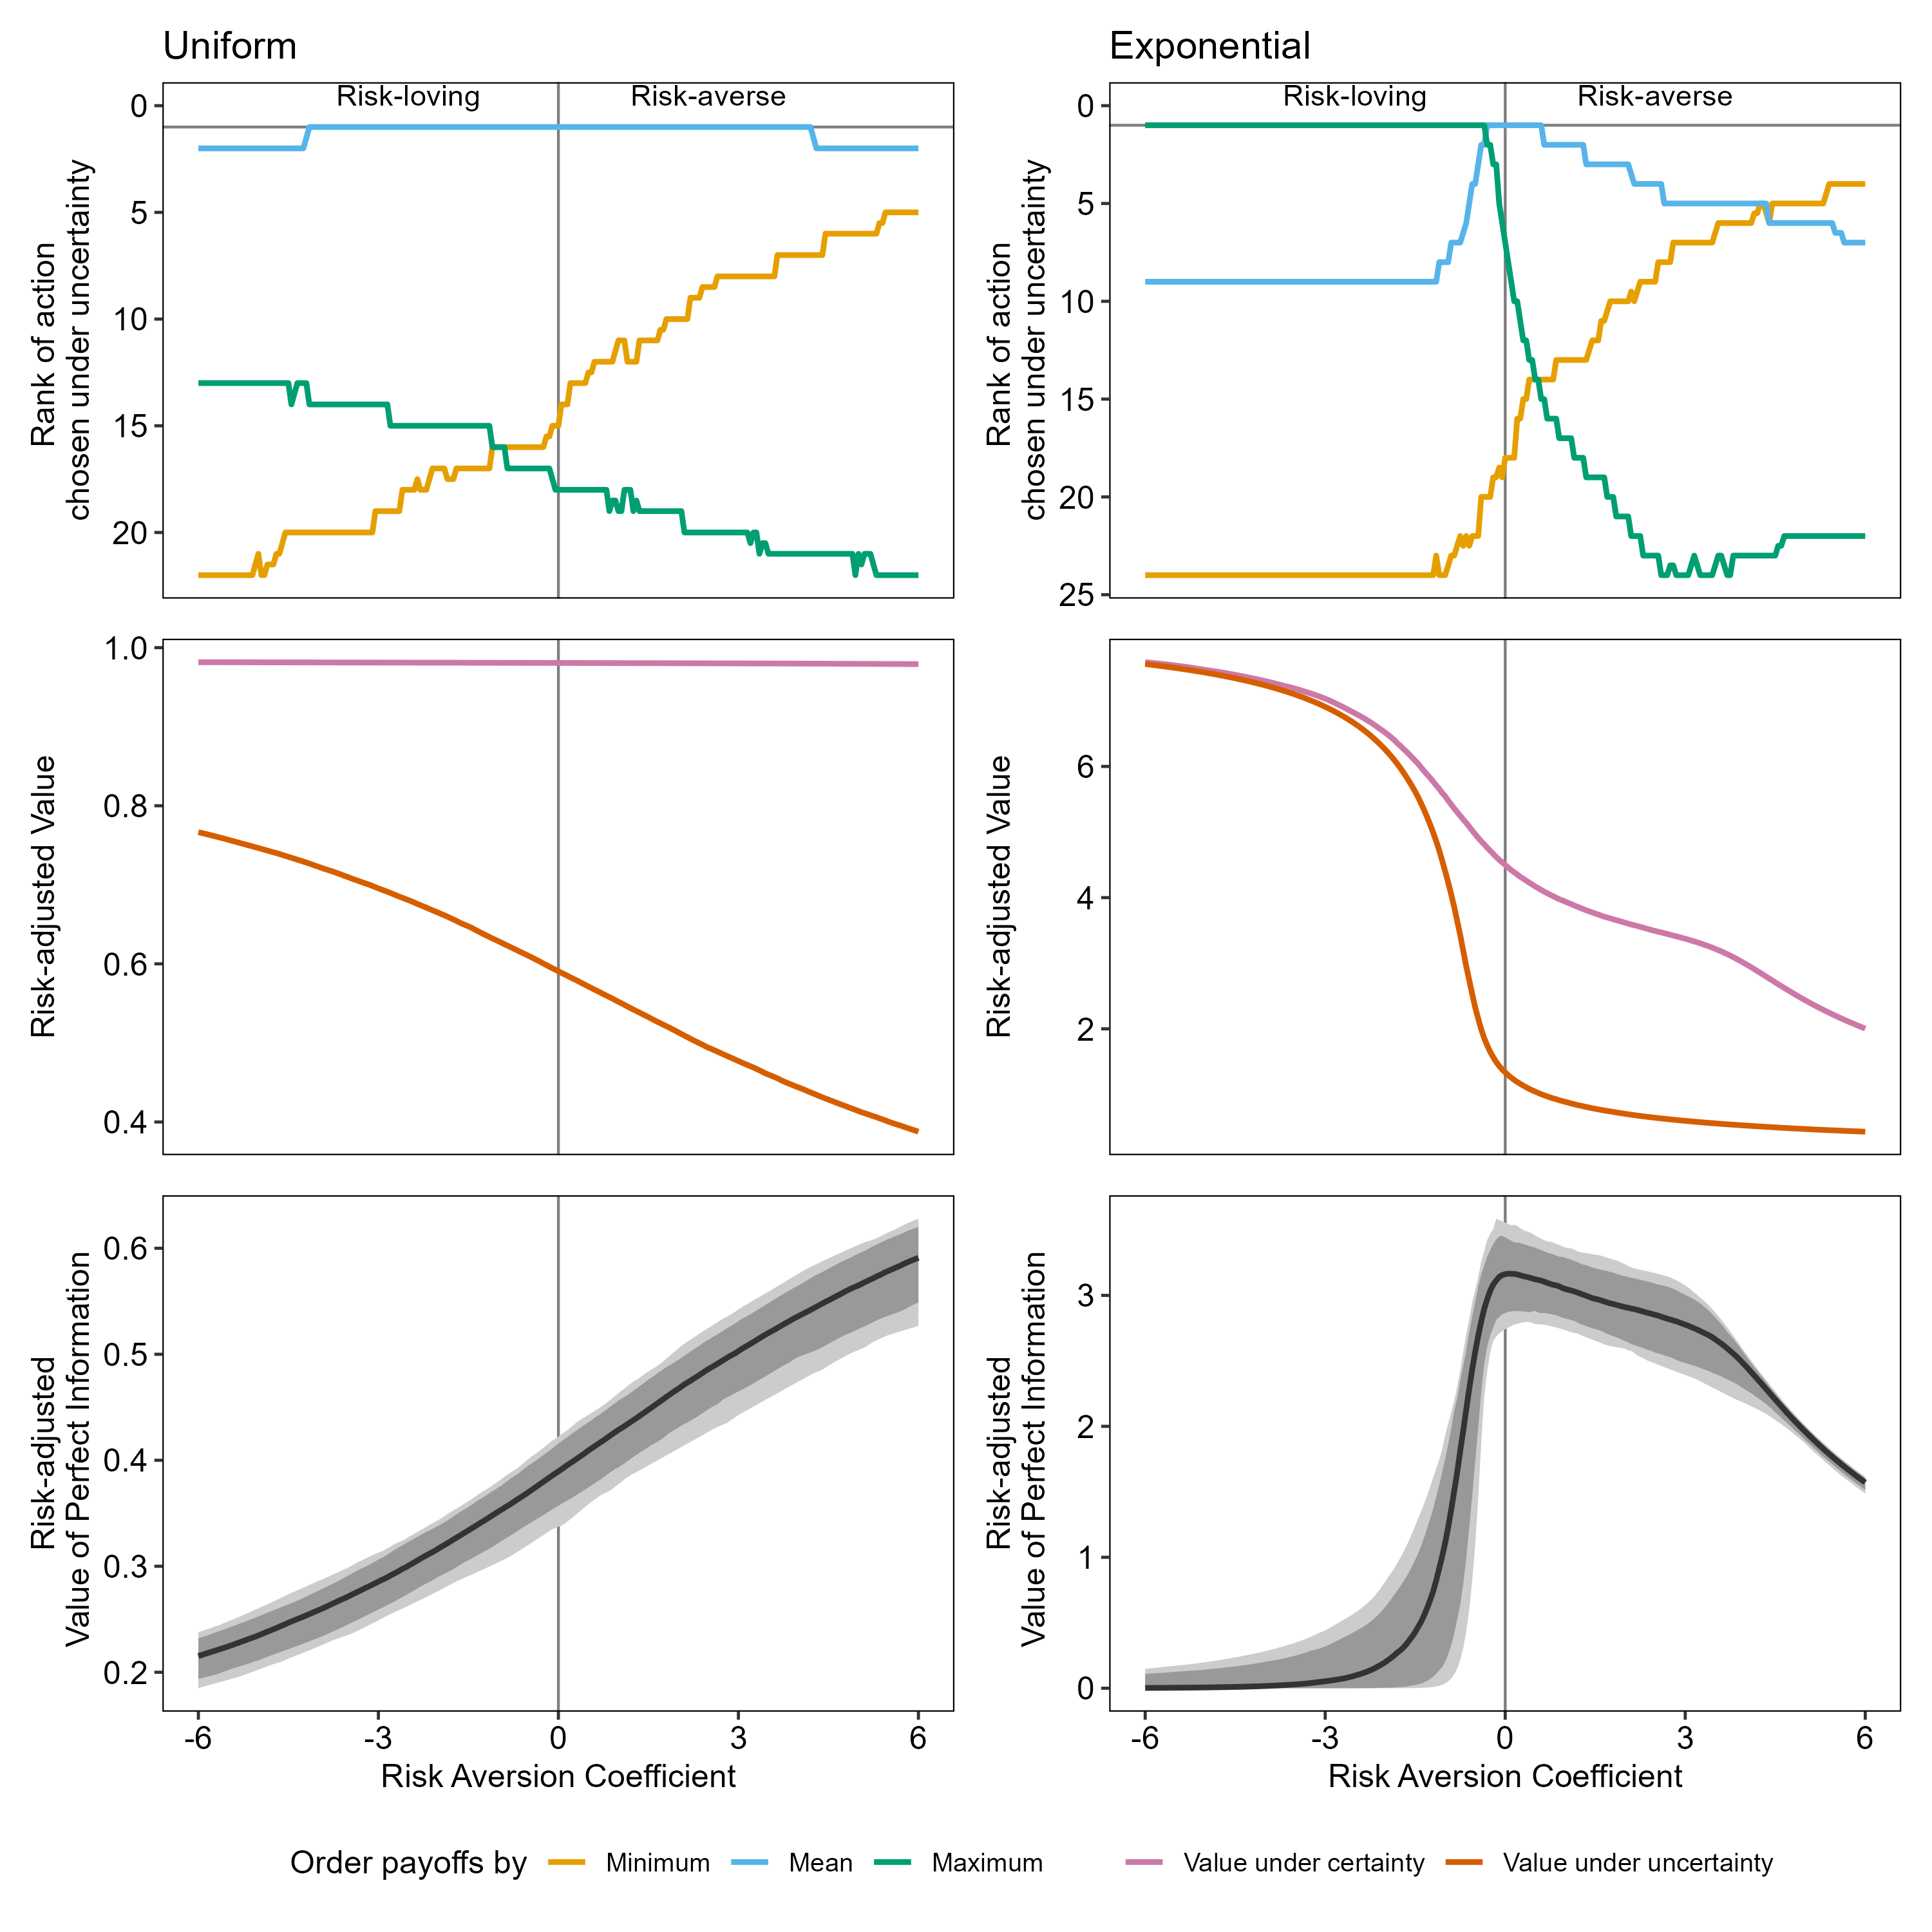 Uniform
Exponential
Risk-loving
Risk-averse
0
5
10
15
20
Rank of action
chosen under uncertainty
Risk-loving
Risk-averse
0
5
10
15
20
25
Rank of action
chosen under uncertainty
1.0
0.8
0.6
0.4
Risk-adjusted Value
6
4
2
Risk-adjusted Value
0.6
0.5
0.4
0.3
0.2
Risk-adjusted
Value of Perfect Information
-6
-3
0
3
6
Risk Aversion Coefficient
3
2
1
0
Risk-adjusted
Value of Perfect Information
-6
-3
0
3
6
Risk Aversion Coefficient
Order payoffs by Minimum Mean Maximum Value under certainty Value under uncertainty